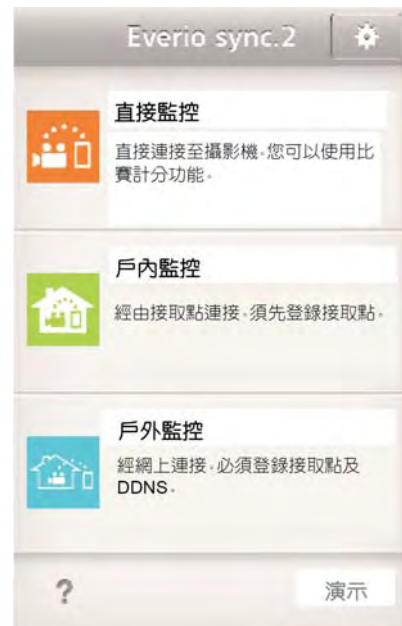 Everio sync.2
直接監控
直接連接至攝影機·您可以使用比
賽計分功能·
戶內監控
經由接取點連接·須先登錄接取點·
戶外監控
經網上連接·必須登錄接取點及
DDNS·
?
演示